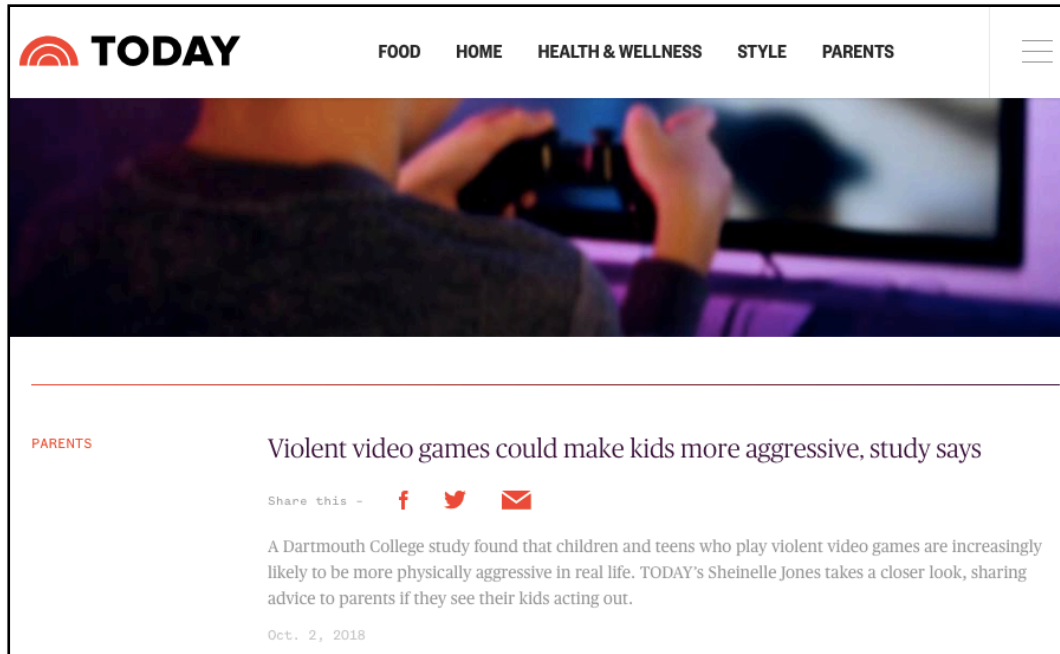 TODAY
FOOD HOME HEALTH & WELLNESS STYLE PARENTS
PARENTS
Violent video games could make kids more aggressive, study says
Share this –
A Dartmouth College study found that children and teens who play violent video games are increasingly
likely to be more physically aggressive in real life. TODAY's Sheinelle Jones takes a closer look, sharing
advice to parents if they see their kids acting out.
Oct. 2, 2018